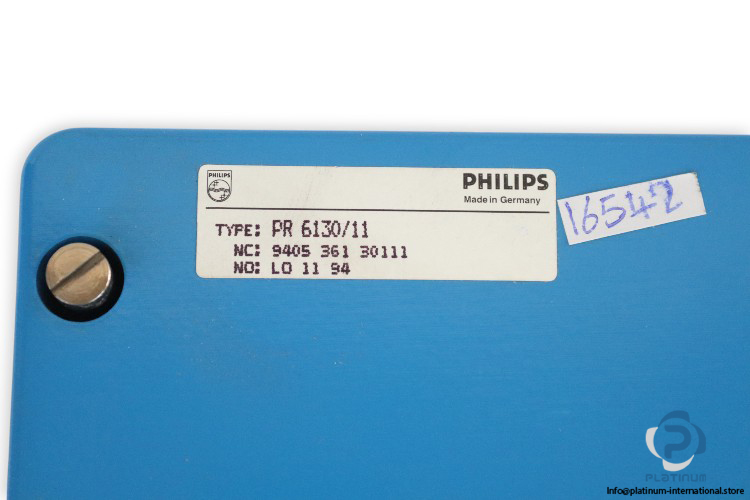 PHILIPS
PHILIPS
Made in Germany
TYPE: PR 6130/11
NC: 9405 361 30111
NO: LO 11 94
16542
PLATINUM
Info@platinum-international.store